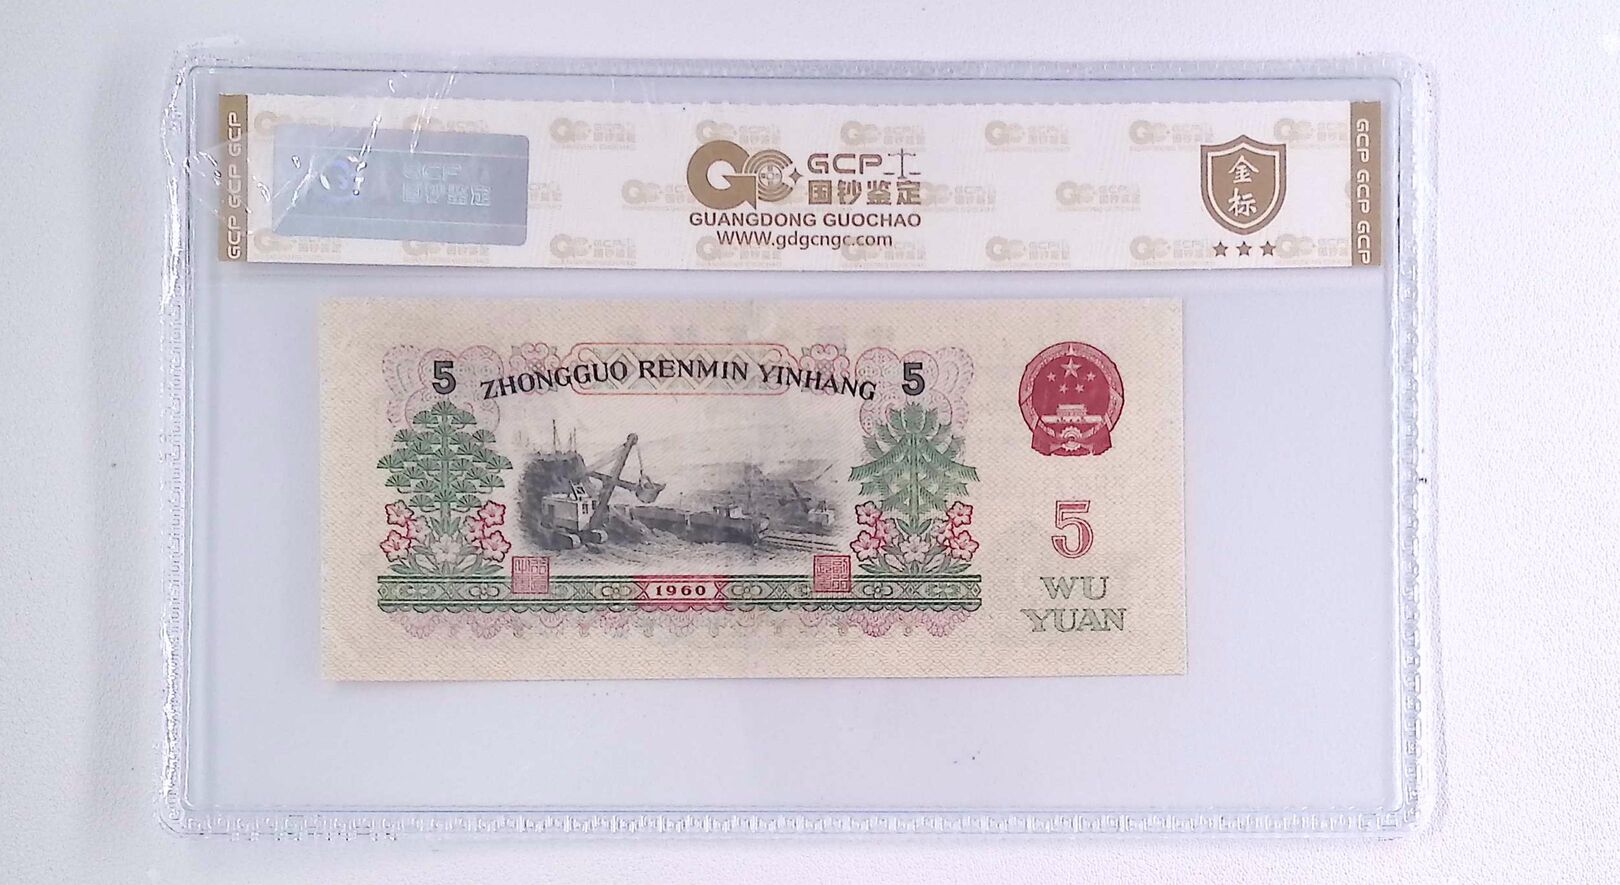 GCP GCP GCP
GCP
国钞鉴定
GCP
国钞鉴定
GUANGDONG GUOCHAO
WWW.gdgcngc.com
金标
GCP GCP GCP
5 ZHONGGUO RENMIN YINHANG 5
1960
5
WU
YUAN